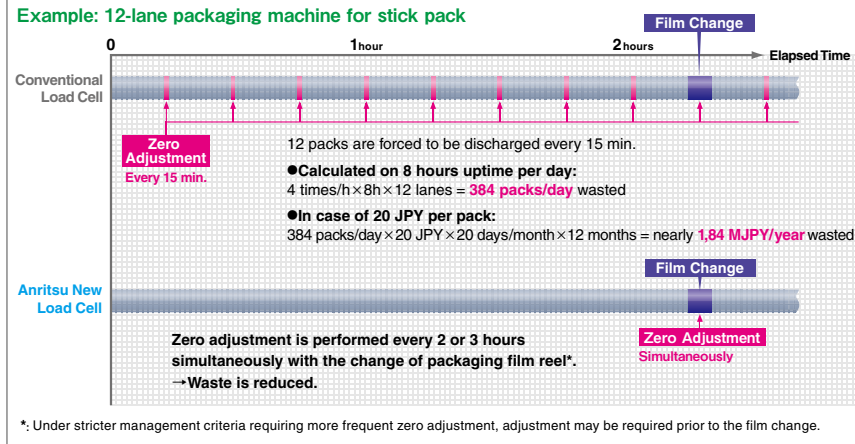 Example: 12-lane packaging machine for stick pack
Film Change
0
1hour
2hours
Elapsed Time
Conventional
Load Cell
Zero
Adjustment
Every 15 min.
12 packs are forced to be discharged every 15 min.
●Calculated on 8 hours uptime per day:
4 times/h×8h×12 lanes = 384 packs/day wasted
●In case of 20 JPY per pack:
384 packs/day×20 JPY×20 days/month×12 months = nearly 1,84 MJPY/year wasted
Film Change
Anritsu New
Load Cell
Zero adjustment is performed every 2 or 3 hours
simultaneously with the change of packaging film reel*.
→Waste is reduced.
Zero Adjustment
Simultaneously
*: Under stricter management criteria requiring more frequent zero adjustment, adjustment may be required prior to the film change.